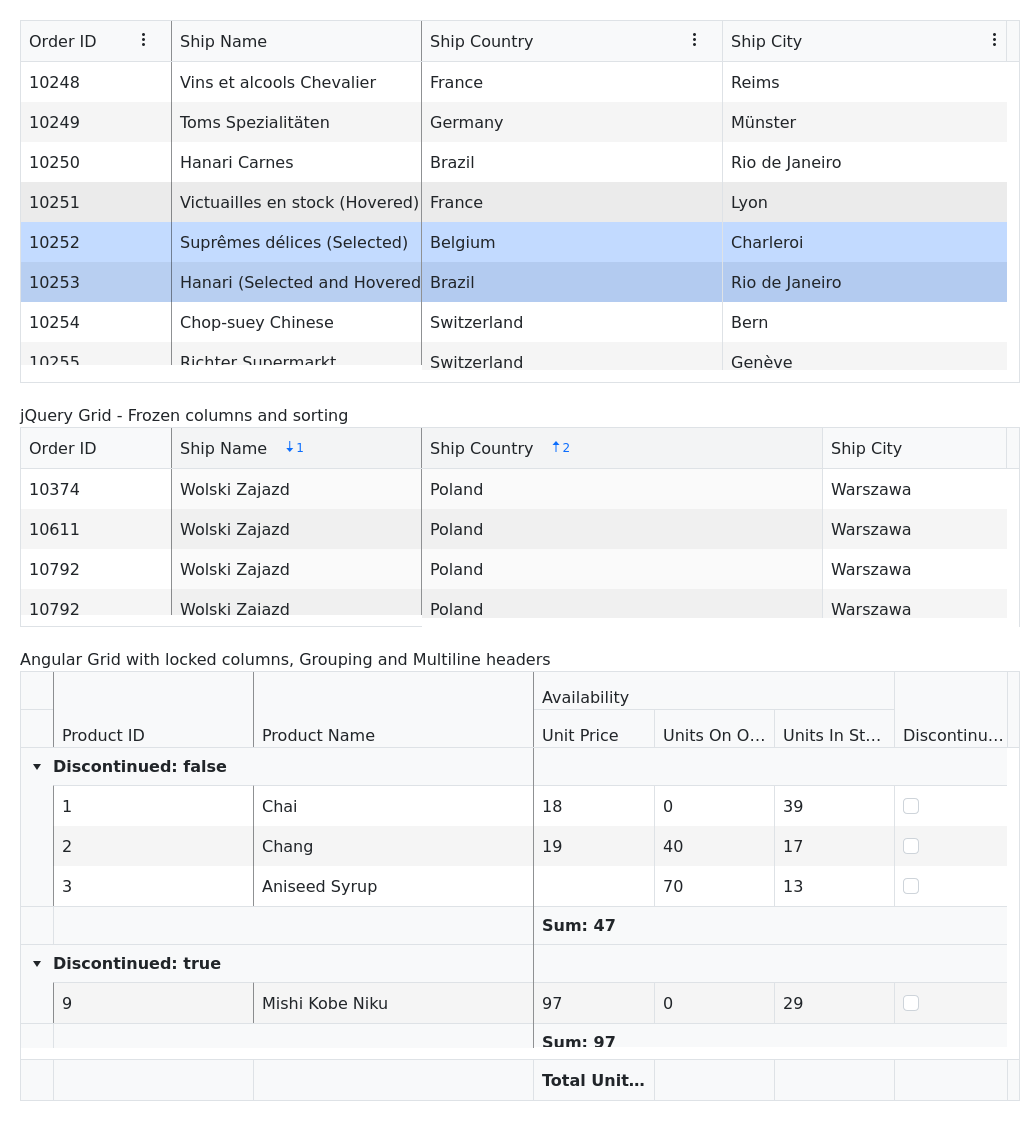 Order ID Ship Name Ship Country Ship City
10248 Vins et alcools Chevalier France Reims
10249 Toms Spezialitäten Germany Münster
10250 Hanari Carnes Brazil Rio de Janeiro
10251 Victuailles en stock (Hovered) France Lyon
10252 Suprêmes délices (Selected) Belgium Charleroi
10253 Hanari (Selected and Hovered Brazil Rio de Janeiro
10254 Chop-suey Chinese Switzerland Bern
10255 Richter Supermarkt Switzerland Genève
jQuery Grid - Frozen columns and sorting
Order ID Ship Name 1 Ship Country 2 Ship City
10374 Wolski Zajazd Poland Warszawa
10611 Wolski Zajazd Poland Warszawa
10792 Wolski Zajazd Poland Warszawa
10792 Wolski Zajazd Poland Warszawa
Angular Grid with locked columns, Grouping and Multiline headers
Availability
Product ID Product Name Unit Price Units On O... Units In St... Discontinu...
Discontinued: false
1 Chai 18 0 39
2 Chang 19 40 17
3 Aniseed Syrup 70 13
Sum: 47
Discontinued: true
9 Mishi Kobe Niku 97 0 29
Sum: 97
Total Unit...